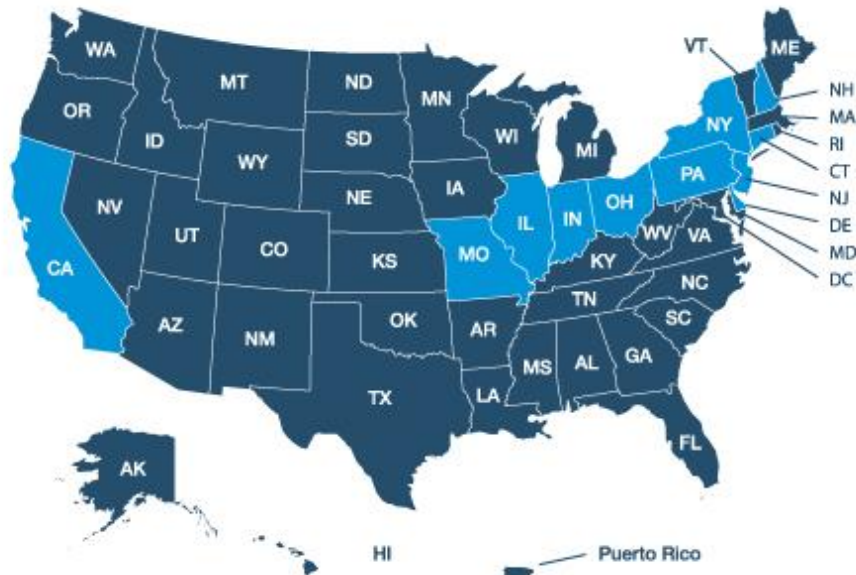 WA
MT
ND
MN
VT
ME
NH
MA
RI
CT
NJ
DE
MD
DC
OR
ID
SD
WI
MI
NY
WY
IA
PA
NE
NV
UT
CO
IL
IN
OH
WV
VA
CA
KS
MO
KY
NC
TN
AZ
NM
OK
AR
SC
MS
AL
GA
TX
LA
FL
AK
HI
Puerto Rico